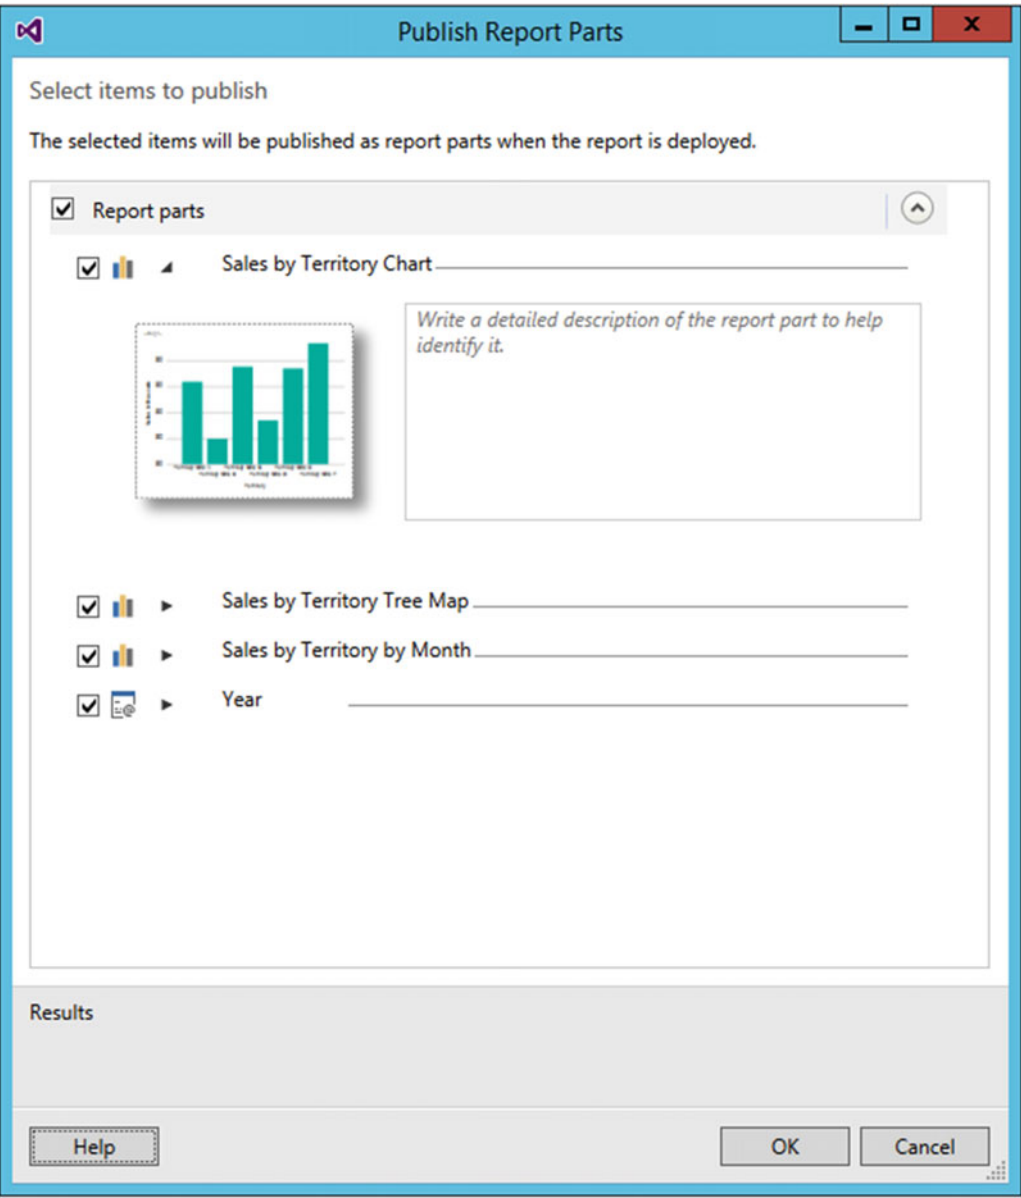 Publish Report Parts
Select items to publish
The selected items will be published as report parts when the report is deployed.
Report parts
Sales by Territory Chart
Write a detailed description of the report part to help
identify it.
Sales by Territory Tree Map
Sales by Territory by Month
Year
Results
Help
OK
Cancel